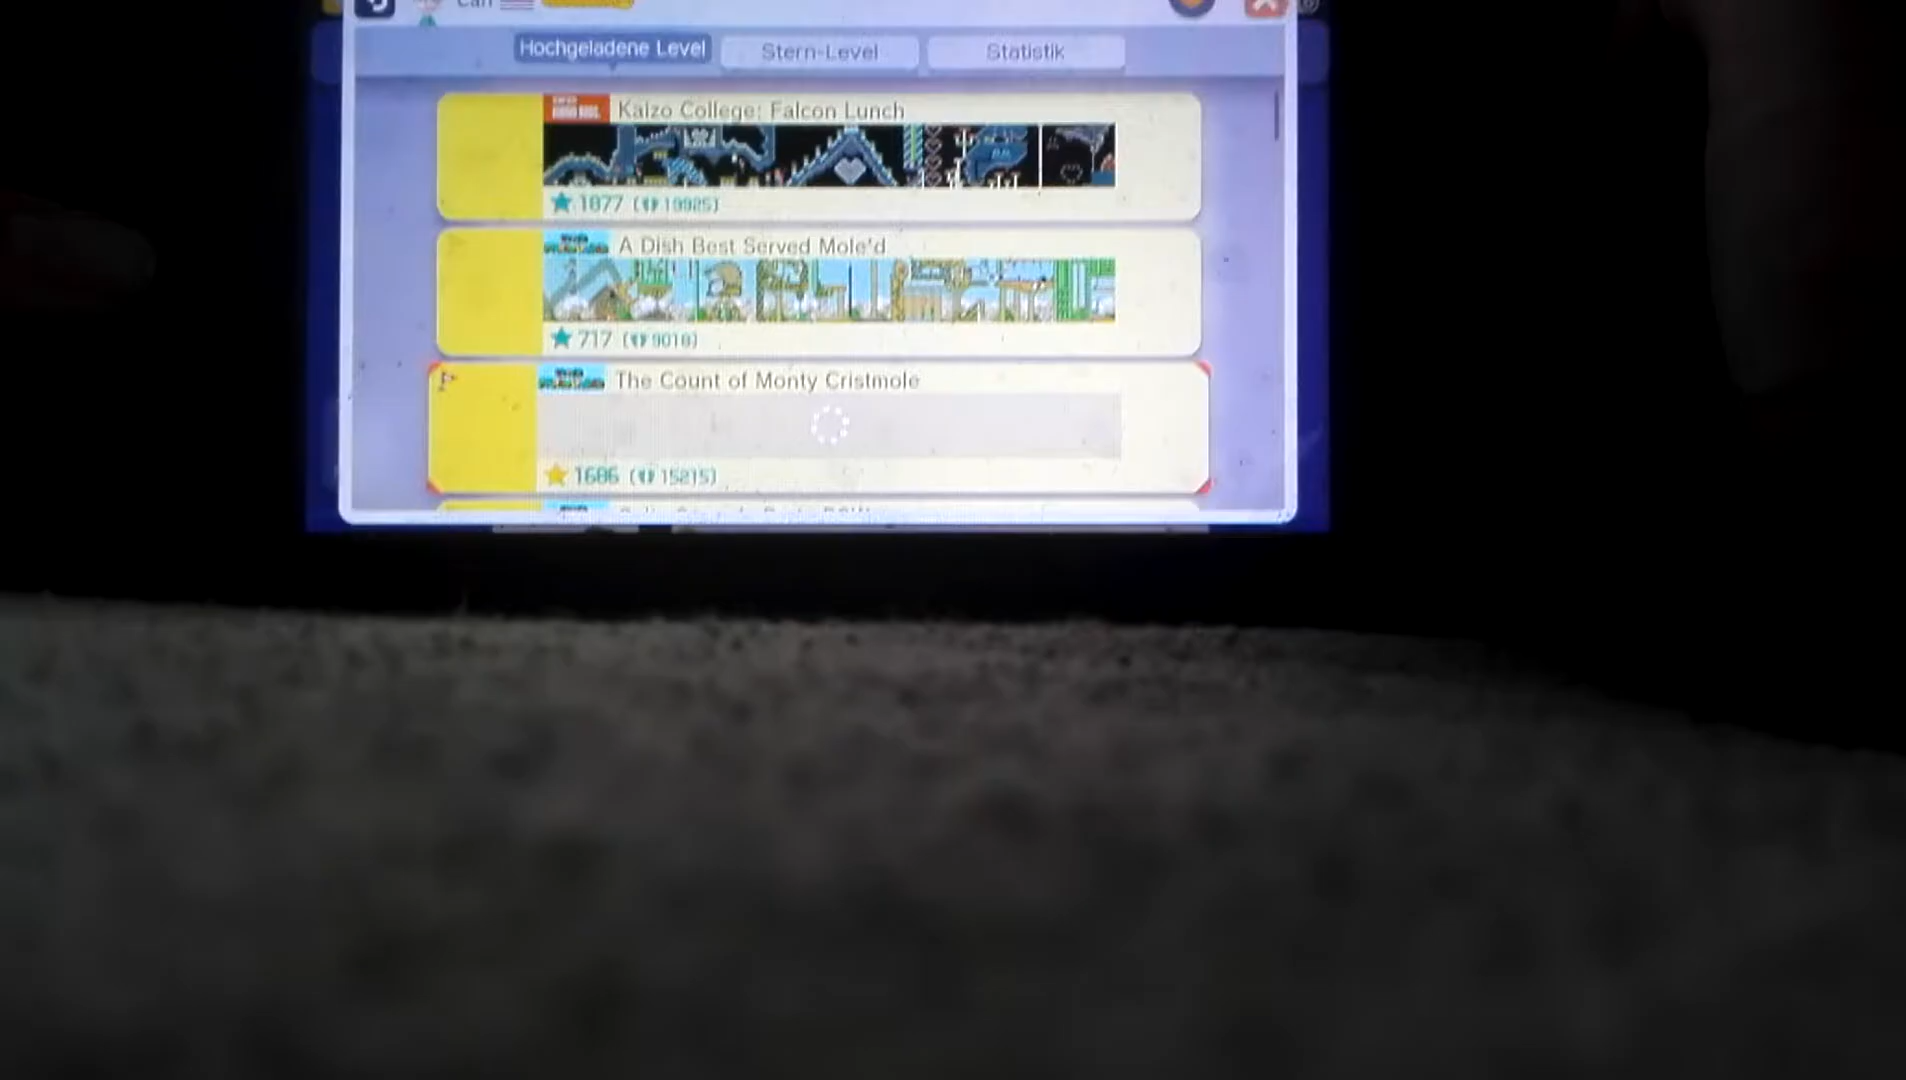 Carl
Hochgeladene Level
Stern-Level
Statistik
Kaizo College: Falcon Lunch
1877 (19925)
A Dish Best Served Mole'd
717 (9018)
The Count of Monty Cristmole
1686 (15215)